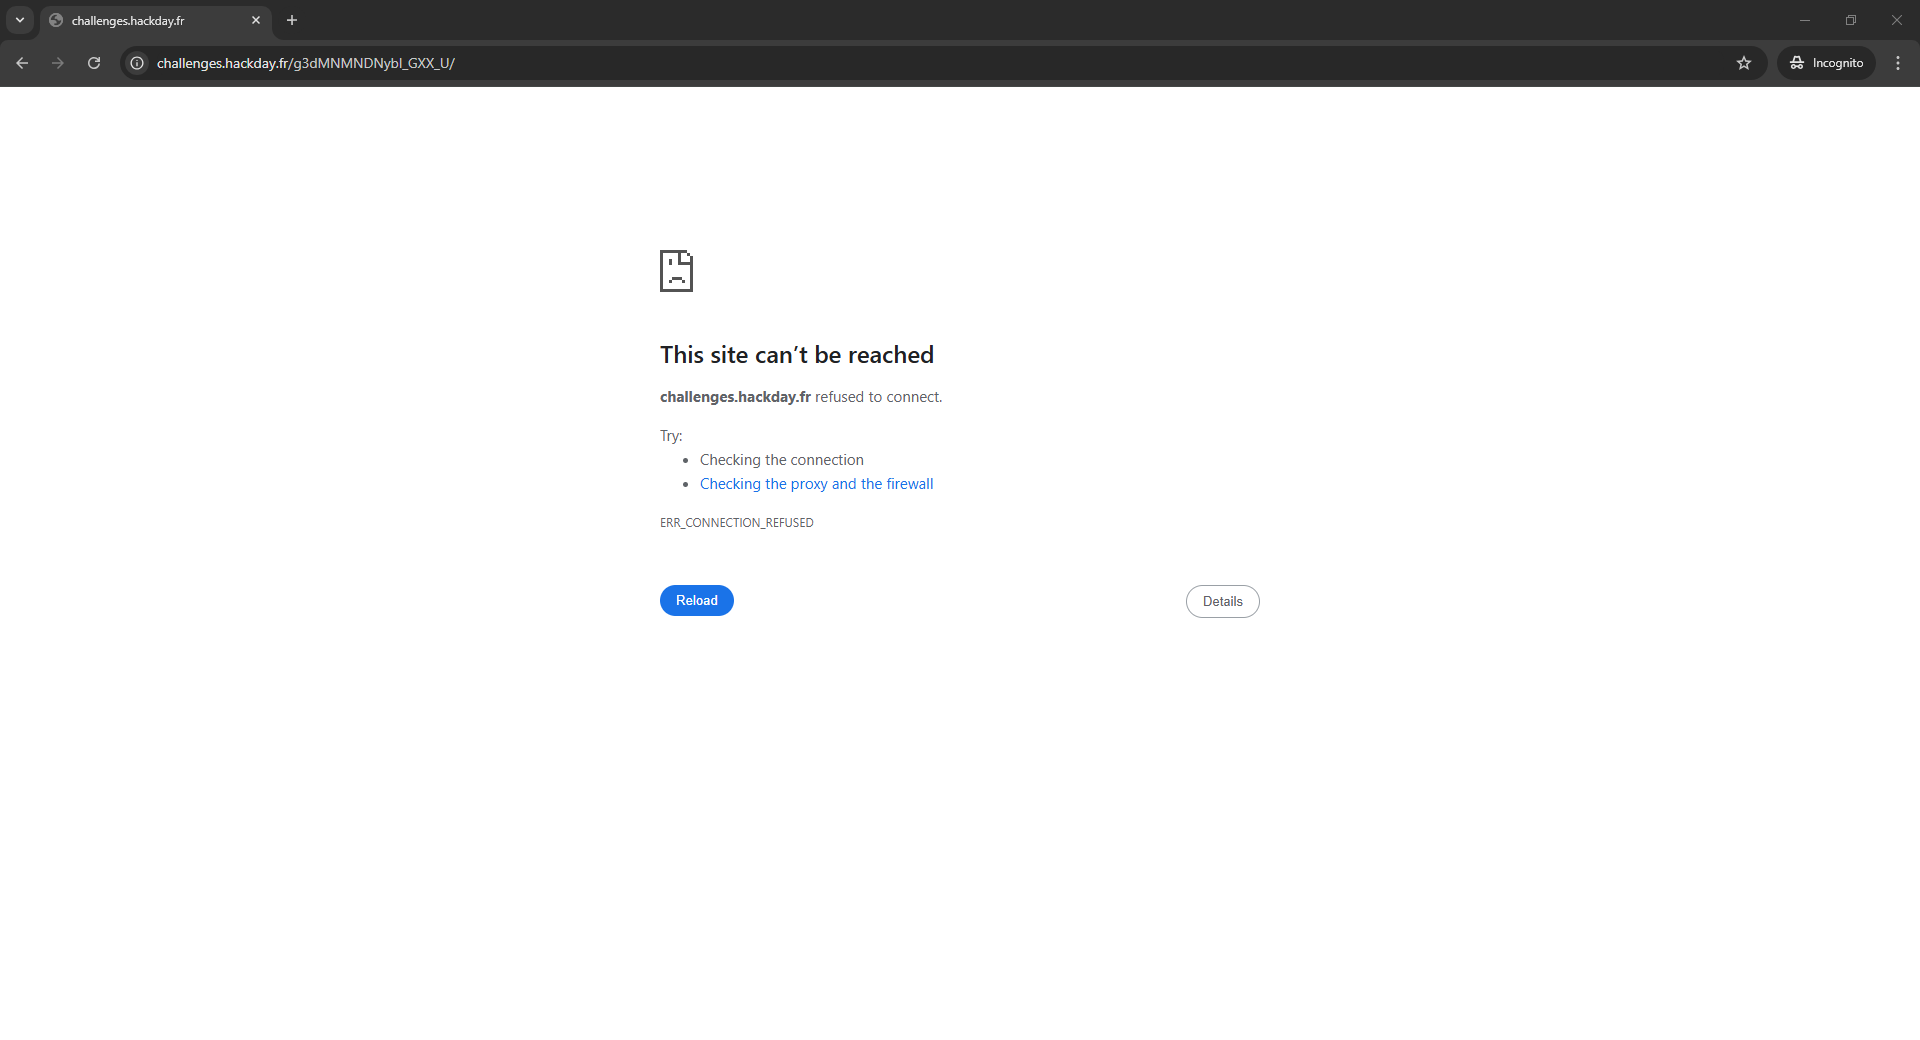 challenges.hackday.fr
challenges.hackday.fr/g3dMNMNDNybl_GXX_U/
Incognito
This site can’t be reached
challenges.hackday.fr refused to connect.
Try:
• Checking the connection
• Checking the proxy and the firewall
ERR_CONNECTION_REFUSED
Reload
Details